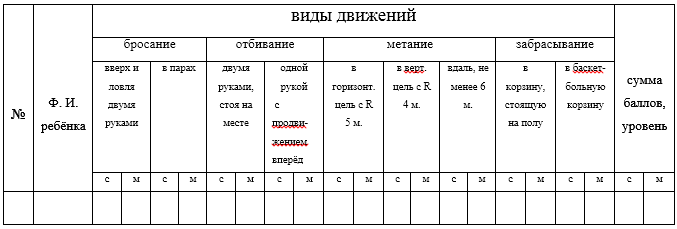 виды движений
бросание отбивание метание забрасывание
№
Ф. И.
ребёнка
вверх и
ловля
двумя
руками
в парах
двумя
руками,
стоя на
месте
одной
рукой
с
продви-
жением
вперёд
в
горизонт.
цель с R
5 м.
в верт.
цель с R
4 м.
вдаль, не
менее 6
м.
в
корзину,
стоящую
на полу
в баскет-
больную
корзину
сумма
баллов,
уровень
с м с м с м с м с м с м с м с м с м с м